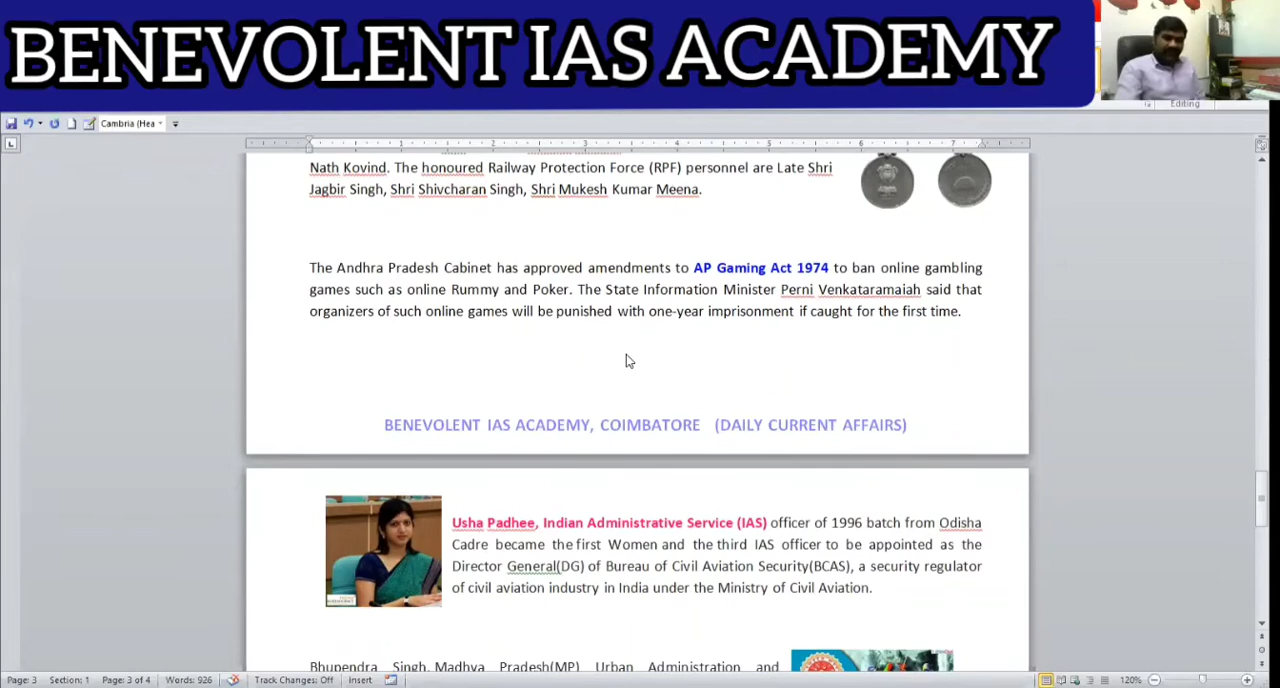 BENEVOLENT IAS ACADEMY
Editing
Cambria (Hea
1 2 3 4 5 6 7
Nath Kovind. The honoured Railway Protection Force (RPF) personnel are Late Shri
Jagbir Singh, Shri Shivcharan Singh, Shri Mukesh Kumar Meena.
The Andhra Pradesh Cabinet has approved amendments to AP Gaming Act 1974 to ban online gambling
games such as online Rummy and Poker. The State Information Minister Perni Venkataramaiah said that
organizers of such online games will be punished with one-year imprisonment if caught for the first time.
BENEVOLENT IAS ACADEMY, COIMBATORE (DAILY CURRENT AFFAIRS)
Usha Padhee, Indian Administrative Service (IAS) officer of 1996 batch from Odisha
Cadre became the first Women and the third IAS officer to be appointed as the
Director General(DG) of Bureau of Civil Aviation Security(BCAS), a security regulator
of civil aviation industry in India under the Ministry of Civil Aviation.
Bhupendra Singh, Madhya Pradesh(MP) Urban Administration and
Page: 3 Section: 1 Page: 3 of 4 Words: 926 Track Changes: Off Insert 120%